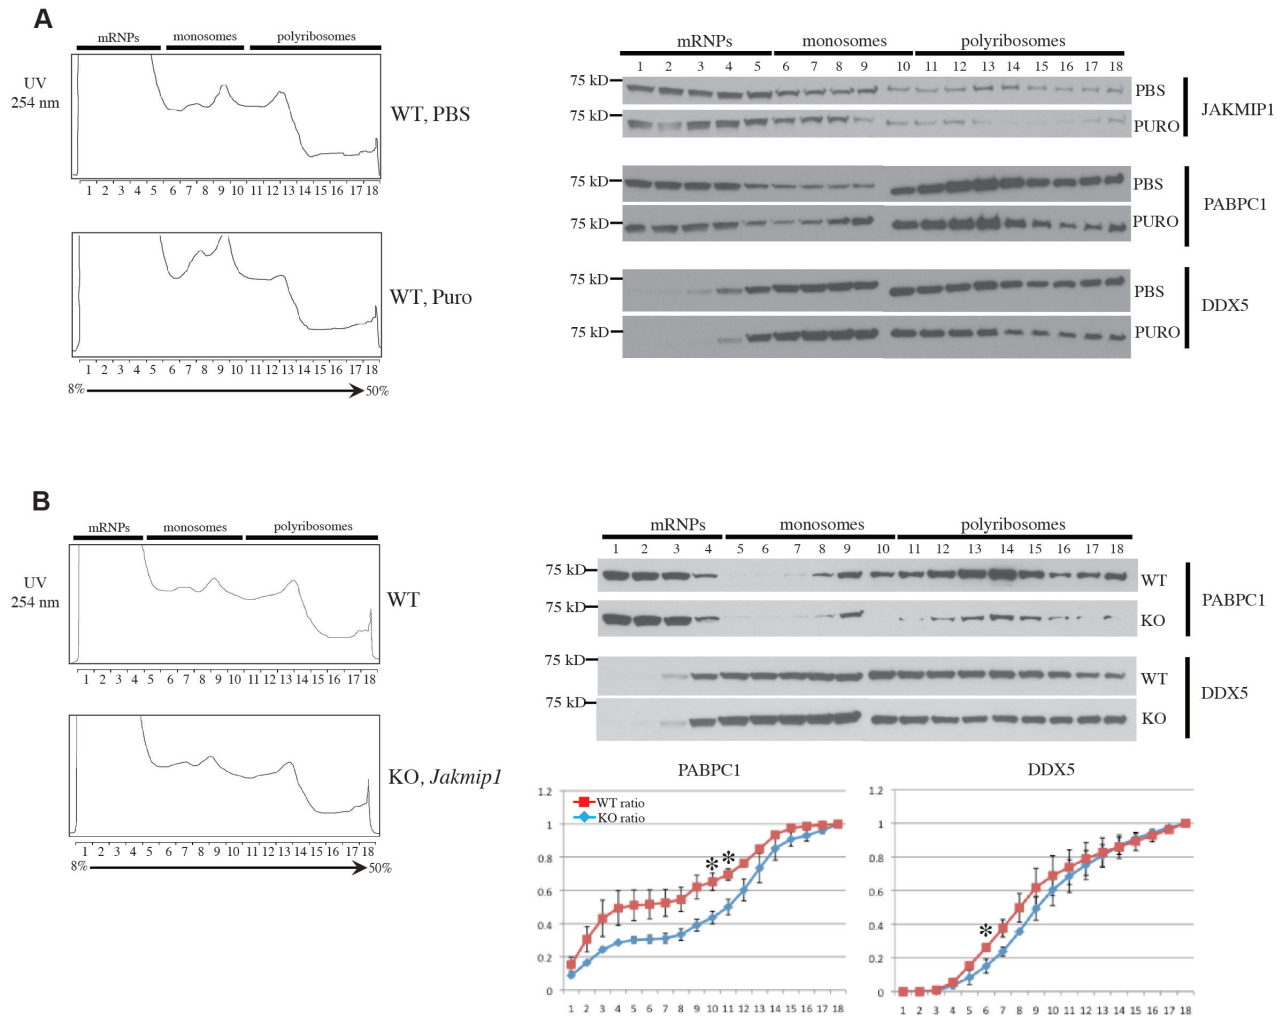 A
mRNPs monosomes polyribosomes
UV
254 nm
WT, PBS
1 2 3 4 5 6 7 8 9 10 11 12 13 15 15 16 17 18
WT, Puro
1 2 3 4 5 6 7 8 9 10 11 12 13 14 15 16 17 18
8% 50%
mRNPs monosomes polyribosomes
1 2 3 4 5 6 7 8 9 10 11 12 13 14 15 16 17 18
75 kD PBS
75 kD PURO
JAKMIP1
75 kD PBS
75 kD PURO
PABPC1
75 kD PBS
75 kD PURO
DDX5
B
mRNPs monosomes polyribosomes
UV
254 nm
WT
1 2 3 4 5 6 7 8 9 10 11 12 13 14 15 16 17 18
KO, Jakmip1
1 2 3 4 5 6 7 8 9 10 11 12 13 14 15 16 17 18
8% 50%
mRNPs monosomes polyribosomes
1 2 3 4 5 6 7 8 9 10 11 12 13 14 15 16 17 18
75 kD WT
75 kD KO
PABPC1
75 kD WT
75 kD KO
DDX5
PABPC1
WT ratio
KO ratio
1.2
1
0.8
0.6
0.4
0.2
0
* *
1 2 3 4 5 6 7 8 9 10 11 12 13 14 15 16 17 18
DDX5
1.2
1
0.8
0.6
0.4
0.2
0
*
1 2 3 4 5 6 7 8 9 10 11 12 13 14 15 16 17 18